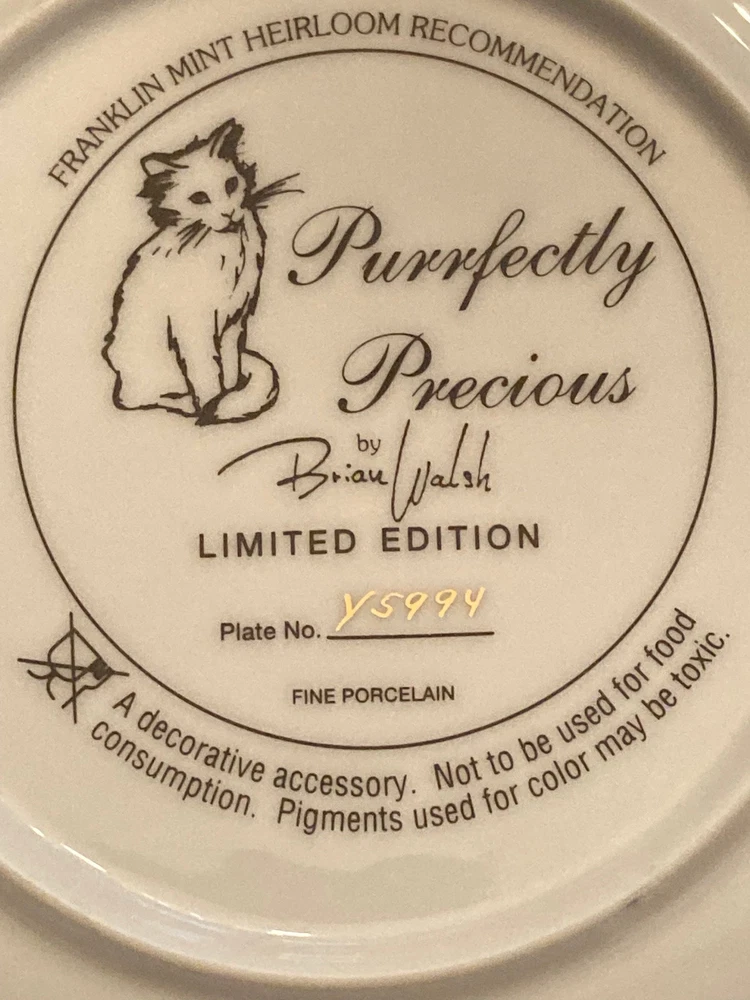 FRANKLIN MINT HEIRLOOM RECOMMENDATION
Purrfectly
Precious
by
Brian Walsh
LIMITED EDITION
Plate No. Y5994
FINE PORCELAIN
A decorative accessory. Not to be used for food
consumption. Pigments used for color may be toxic.